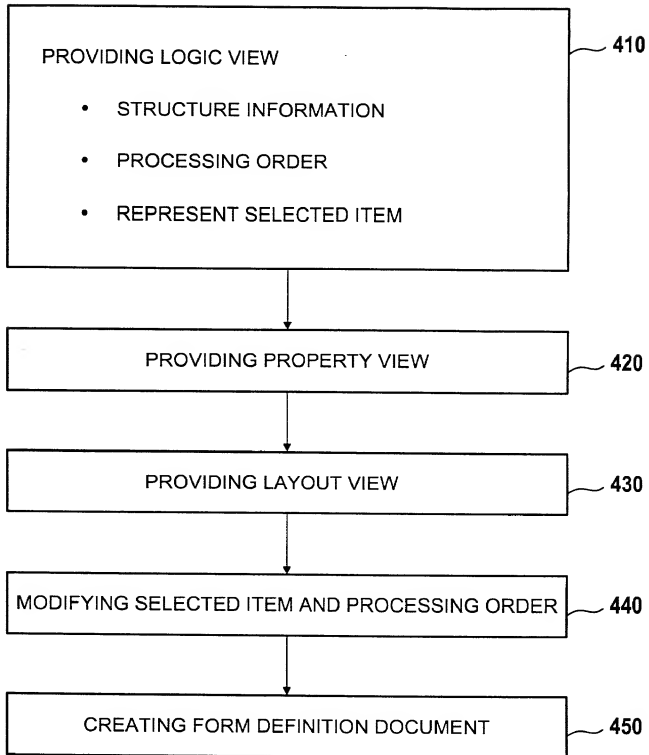 PROVIDING LOGIC VIEW
410
• STRUCTURE INFORMATION
• PROCESSING ORDER
• REPRESENT SELECTED ITEM
PROVIDING PROPERTY VIEW
420
PROVIDING LAYOUT VIEW
430
MODIFYING SELECTED ITEM AND PROCESSING ORDER
440
CREATING FORM DEFINITION DOCUMENT
450